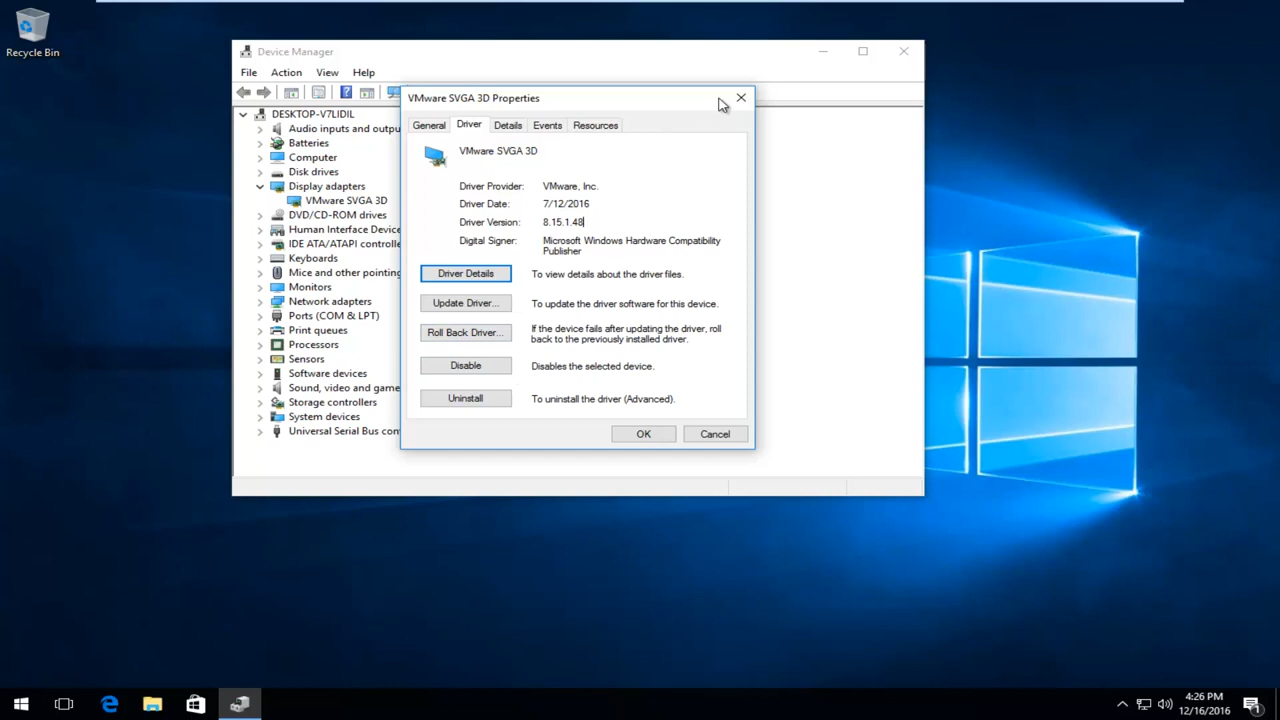 Recycle Bin
Device Manager
File Action View Help
DESKTOP-V7LIDIL
Audio inputs and outpu
Batteries
Computer
Disk drives
Display adapters
VMware SVGA 3D
DVD/CD-ROM drives
Human Interface Device
IDE ATA/ATAPI controlle
Keyboards
Mice and other pointing
Monitors
Network adapters
Ports (COM & LPT)
Print queues
Processors
Sensors
Software devices
Sound, video and game
Storage controllers
System devices
Universal Serial Bus con
VMware SVGA 3D Properties
General Driver Details Events Resources
VMware SVGA 3D
Driver Provider: VMware, Inc.
Driver Date: 7/12/2016
Driver Version: 8.15.1.48
Digital Signer: Microsoft Windows Hardware Compatibility
Publisher
Driver Details To view details about the driver files.
Update Driver... To update the driver software for this device.
Roll Back Driver... If the device fails after updating the driver, roll
back to the previously installed driver.
Disable Disables the selected device.
Uninstall To uninstall the driver (Advanced).
OK Cancel
4:26 PM
12/16/2016
1